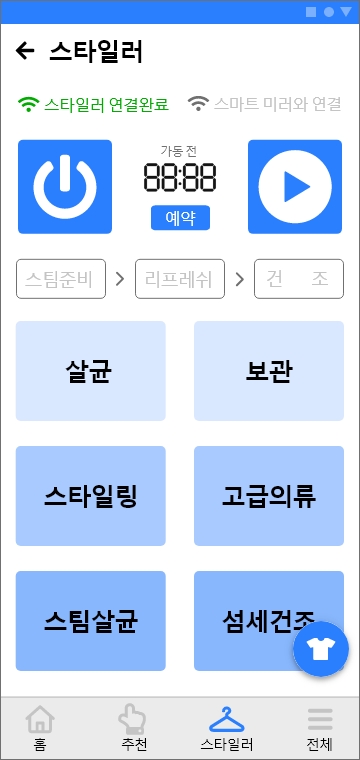 스타일러
스타일러 연결완료 스마트 미러와 연결
가동 전
88:88
예약
스팀준비 리프레쉬 건 조
살균 보관
스타일링 고급의류
스팀살균 섬세건조
홈 추천 스타일러 전체